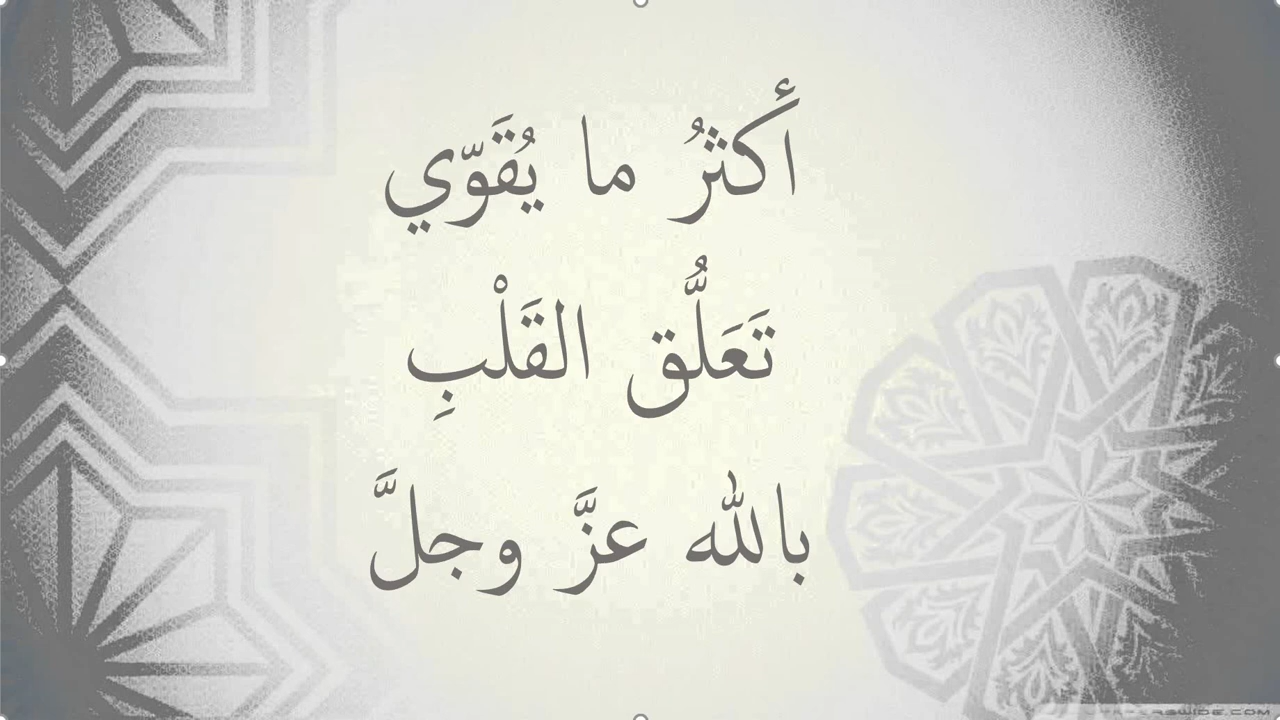 أَكثرُ ما يُقَوّي
تَعَلُّق القَلْبِ
بالله عزَّ وجلَّ